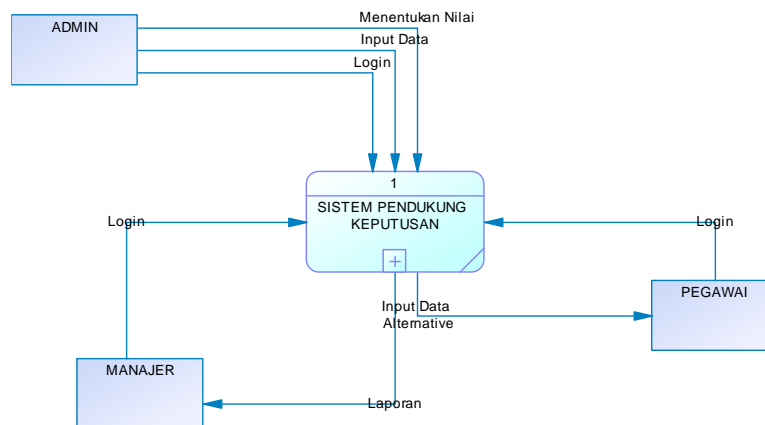 Menentukan Nilai
ADMIN
Input Data
Login
1
SISTEM PENDUKUNG
KEPUTUSAN
Login
Login
PEGAWAI
Input Data
Alternative
MANAJER
Laporan